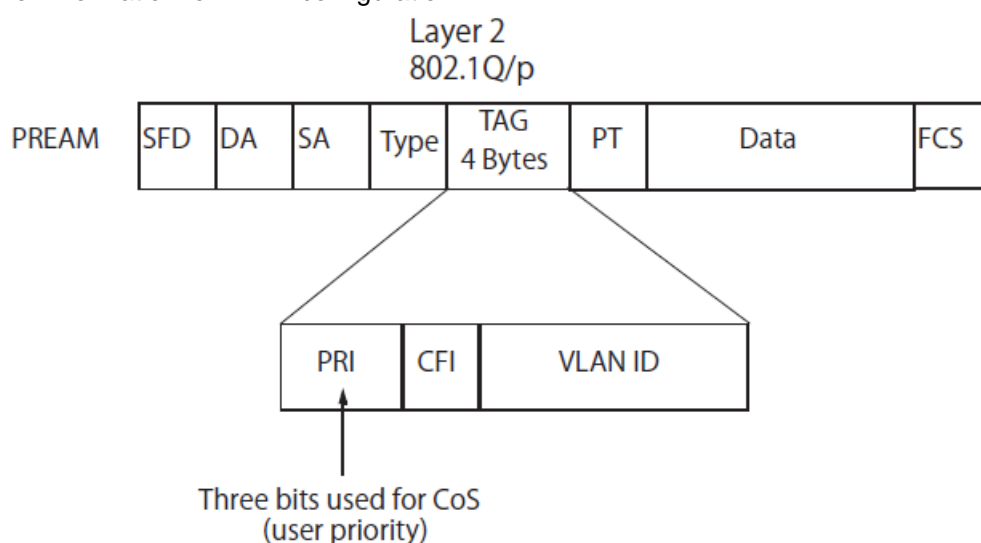 Layer 2
802.1Q/p
PREAM SFD DA SA Type TAG 4 Bytes PT Data FCS
PRI CFI VLAN ID
Three bits used for CoS
(user priority)